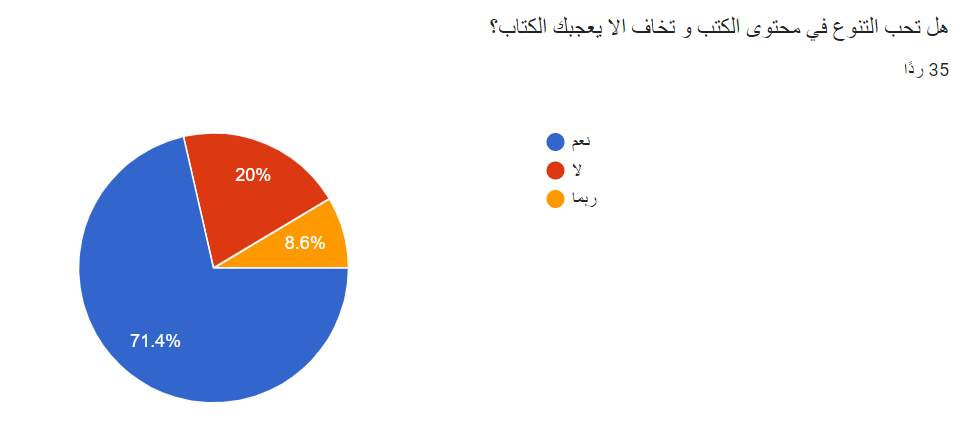 هل تحب التنوع في محتوى الكتب و تخاف الا يعجبك الكتاب؟
35 ردًا
نعم
لا
ربما
20%
8.6%
71.4%